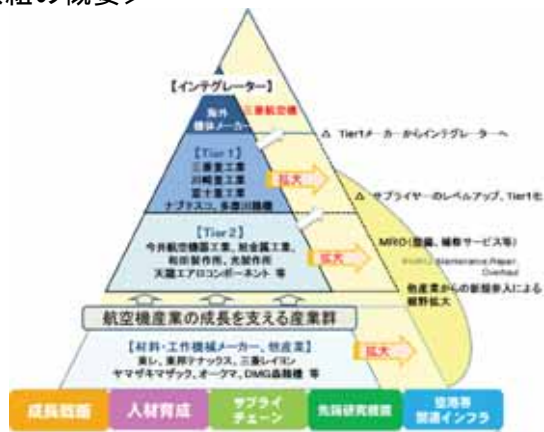 組の概要>
【インテグレーター】
海外
機体メーカー
三菱航空機
△ Tier1メーカーからインテグレーターへ
【Tier 1】
三菱重工業
川崎重工業
富士重工業
ナブテスコ、多摩川精機
拡大
△ サプライヤーのレベルアップ、Tier1化
【Tier2】
今井航空機器工業、旭金属工業、
和田製作所、光製作所
天龍エアロコンポーネント 等
拡大
MRO(整備、補修サービス等)
Maintenance Repair
Overhaul
他産業からの新規参入による
裾野拡大
航空機産業の成長を支える産業群
【材料・工作機械メーカー、他産業】
東レ、東邦テナックス、三菱レイヨン
ヤマザキマザック、オークマ、DMG森精機 等
拡大
成長戦略
人材育成
サプライ
チェーン
先端研究機関
空港等
関連インフラ